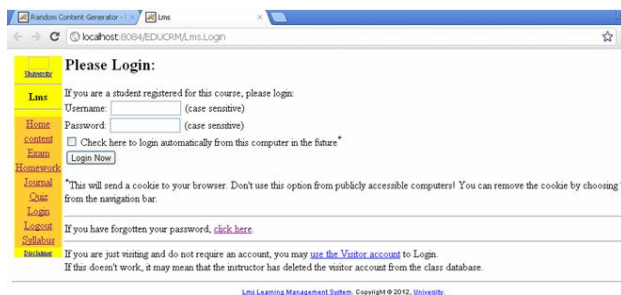 Random Content Generator - I
Lms
localhost:8084/EDUCRM/Lms.Login
University
Lms
Home
content
Exam
Homework
Journal
Quiz
Login
Logout
Syllabus
Disclaimer
Please Login:
If you are a student registered for this course, please login:
Username: (case sensitive)
Password: (case sensitive)
Check here to login automatically from this computer in the future*
Login Now
*This will send a cookie to your browser. Don't use this option from publicly accessible computers! You can remove the cookie by choosing
from the navigation bar.
If you have forgotten your password, click here.
If you are just visiting and do not require an account, you may use the Visitor account to Login.
If this doesn't work, it may mean that the instructor has deleted the visitor account from the class database.
Lms Learning Management System, Copyright © 2012, University.